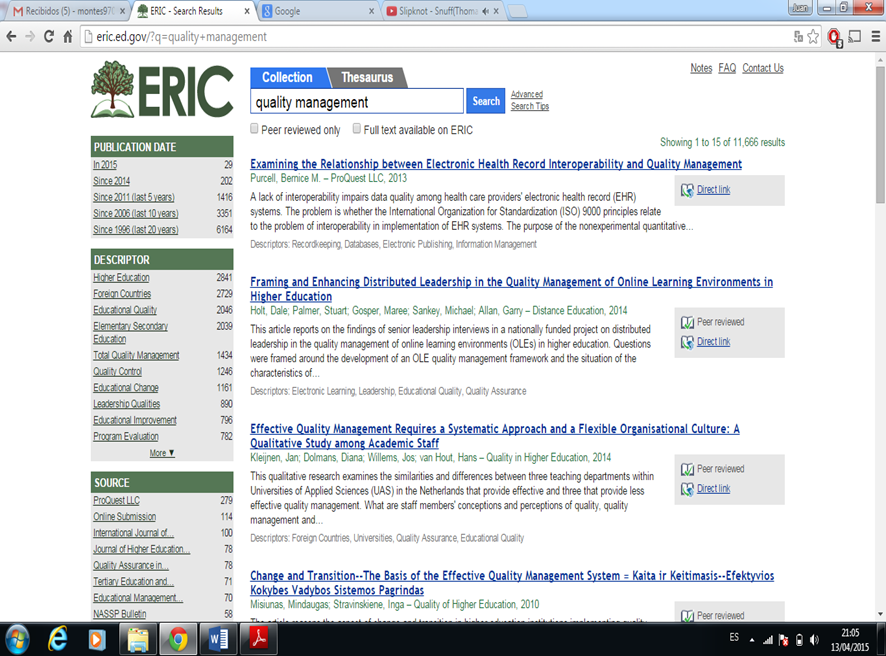 Recibidos (5) - montes970
ERIC - Search Results
Google
Slipknot - Snuff(Thom
Juan
eric.ed.gov/?q=quality+management
ERIC
Collection
Thesaurus
Notes FAQ Contact Us
quality management
Search
Advanced
Search Tips
Peer reviewed only
Full text available on ERIC
Showing 1 to 15 of 11,666 results
PUBLICATION DATE
In 2015 29
Since 2014 202
Since 2011 (last 5 years) 1416
Since 2006 (last 10 years) 3351
Since 1996 (last 20 years) 6164
DESCRIPTOR
Higher Education 2841
Foreign Countries 2729
Educational Quality 2046
Elementary Secondary 2039
Education
Total Quality Management 1434
Quality Control 1246
Educational Change 1161
Leadership Qualities 890
Educational Improvement 796
Program Evaluation 782
More ▼
SOURCE
ProQuest LLC 279
Online Submission 114
International Journal of... 100
Journal of Higher Education... 78
Quality Assurance in... 78
Tertiary Education and... 71
Educational Management... 70
NASSP Bulletin 58
Examining the Relationship between Electronic Health Record Interoperability and Quality Management
Purcell, Bernice M. – ProQuest LLC, 2013
A lack of interoperability impairs data quality among health care providers' electronic health record (EHR)
systems. The problem is whether the International Organization for Standardization (ISO) 9000 principles relate
to the problem of interoperability in implementation of EHR systems. The purpose of the nonexperimental quantitative...
Descriptors: Recordkeeping, Databases, Electronic Publishing, Information Management
Direct link
Framing and Enhancing Distributed Leadership in the Quality Management of Online Learning Environments in
Higher Education
Holt, Dale; Palmer, Stuart; Gosper, Maree; Sankey, Michael; Allan, Garry – Distance Education, 2014
This article reports on the findings of senior leadership interviews in a nationally funded project on distributed
leadership in the quality management of online learning environments (OLEs) in higher education. Questions
were framed around the development of an OLE quality management framework and the situation of the
characteristics of...
Descriptors: Electronic Learning, Leadership, Educational Quality, Quality Assurance
Peer reviewed
Direct link
Effective Quality Management Requires a Systematic Approach and a Flexible Organisational Culture: A
Qualitative Study among Academic Staff
Kleijnen, Jan; Dolmans, Diana; Willems, Jos; van Hout, Hans – Quality in Higher Education, 2014
This qualitative research examines the similarities and differences between three teaching departments within
Universities of Applied Sciences (UAS) in the Netherlands that provide effective and three that provide less
effective quality management. What are staff members' conceptions and perceptions of quality, quality
management and...
Descriptors: Foreign Countries, Universities, Quality Assurance, Educational Quality
Peer reviewed
Direct link
Change and Transition--The Basis of the Effective Quality Management System = Kaita ir Keitimasis--Efektyvios
Kokybes Vadybos Sistemos Pagrindas
Misiunas, Mindaugas; Stravinskiene, Inga – Quality of Higher Education, 2010
Peer reviewed
ES
21:05
13/04/2015